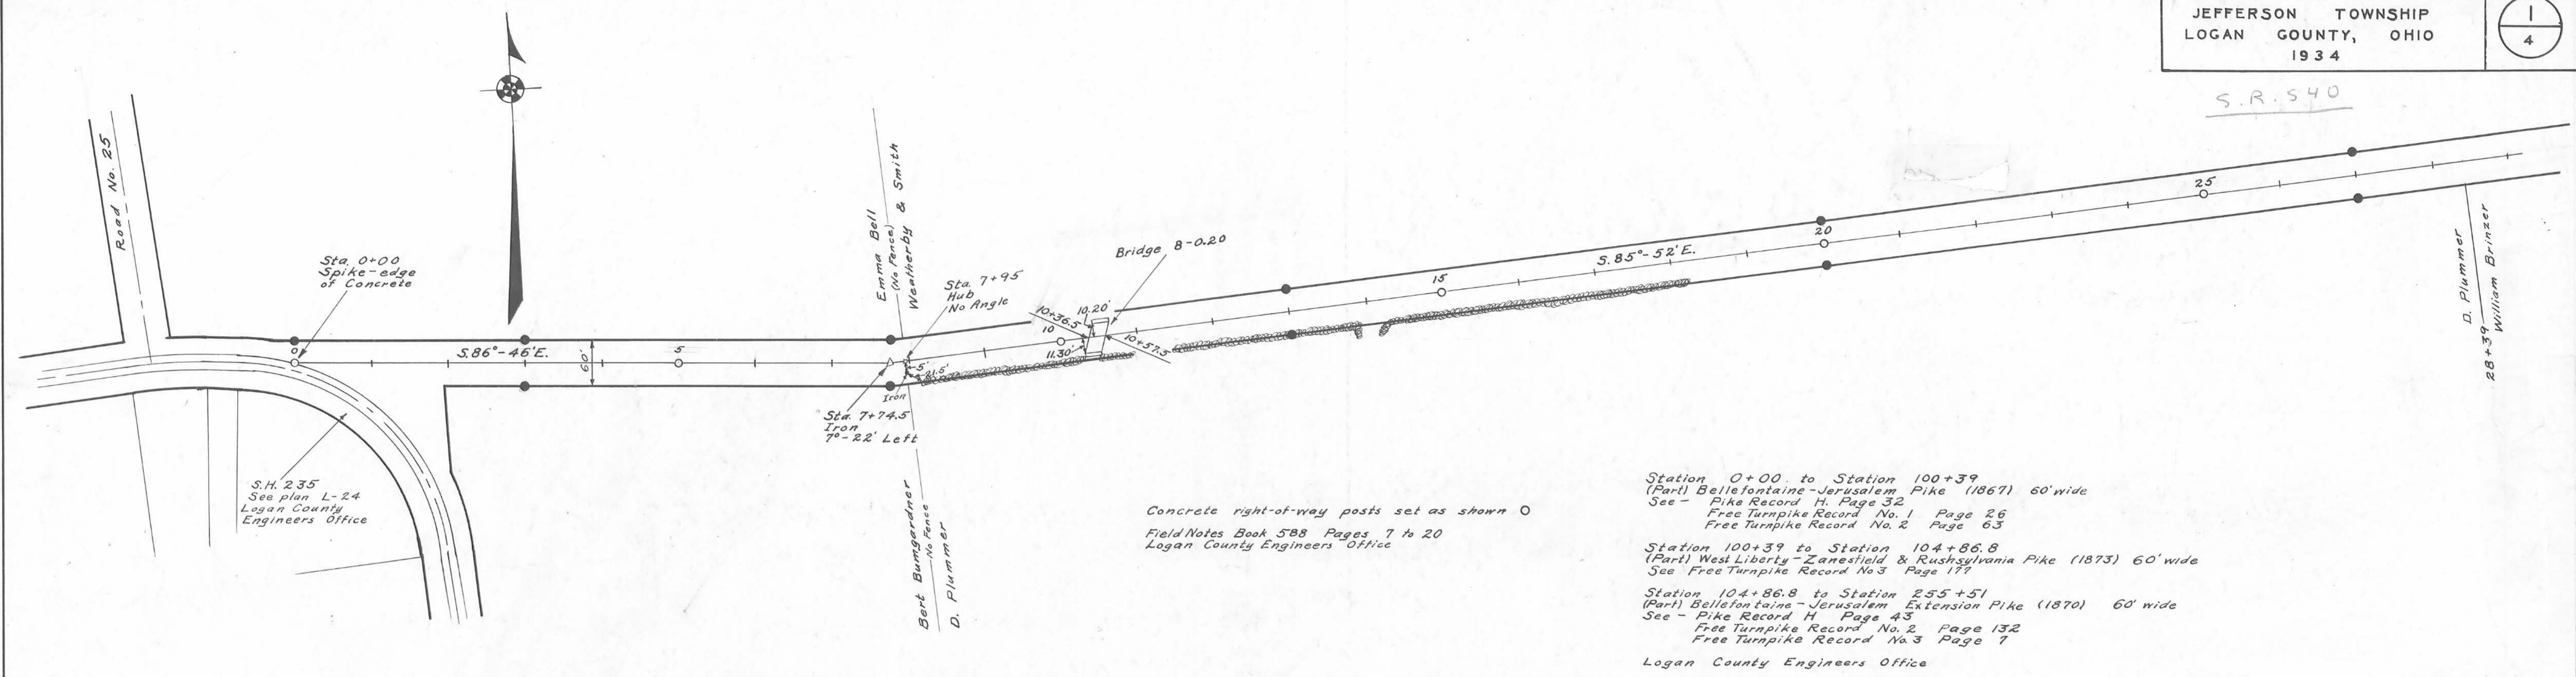 JEFFERSON TOWNSHIP
LOGAN COUNTY, OHIO
1934
1
4
S.R. 540
Road No. 25
Sta. 0+00
Spike-edge
of Concrete
0
S.86°-46'E.
5
60'
Emma Bell
(No Fence)
Weatherby & Smith
Sta. 7+95
Hub
No Angle
5'
21.5'
Iron
Sta. 7+74.5
Iron
7°-22' Left
Bert Bumgardner
No Fence
D. Plummer
10+36.5
10.20'
10
11.30'
10+57.5
Bridge 8-0.20
15
S.85°-52'E.
20
25
D. Plummer
28+39
William Brinzer
S.H. 235
See plan L-24
Logan County
Engineers Office
Concrete right-of-way posts set as shown O
Field Notes Book 588 Pages 7 to 20
Logan County Engineers Office
Station 0+00 to Station 100+39
(Part) Bellefontaine-Jerusalem Pike (1867) 60' wide
See - Pike Record H. Page 32
Free Turnpike Record No. 1 Page 26
Free Turnpike Record No. 2 Page 63
Station 100+39 to Station 104+86.8
(Part) West Liberty-Zanesfield & Rushsylvania Pike (1873) 60' wide
See Free Turnpike Record No 3 Page 177
Station 104+86.8 to Station 255+51
(Part) Bellefontaine-Jerusalem Extension Pike (1870) 60' wide
See - Pike Record H Page 43
Free Turnpike Record No. 2 Page 132
Free Turnpike Record No. 3 Page 7
Logan County Engineers Office